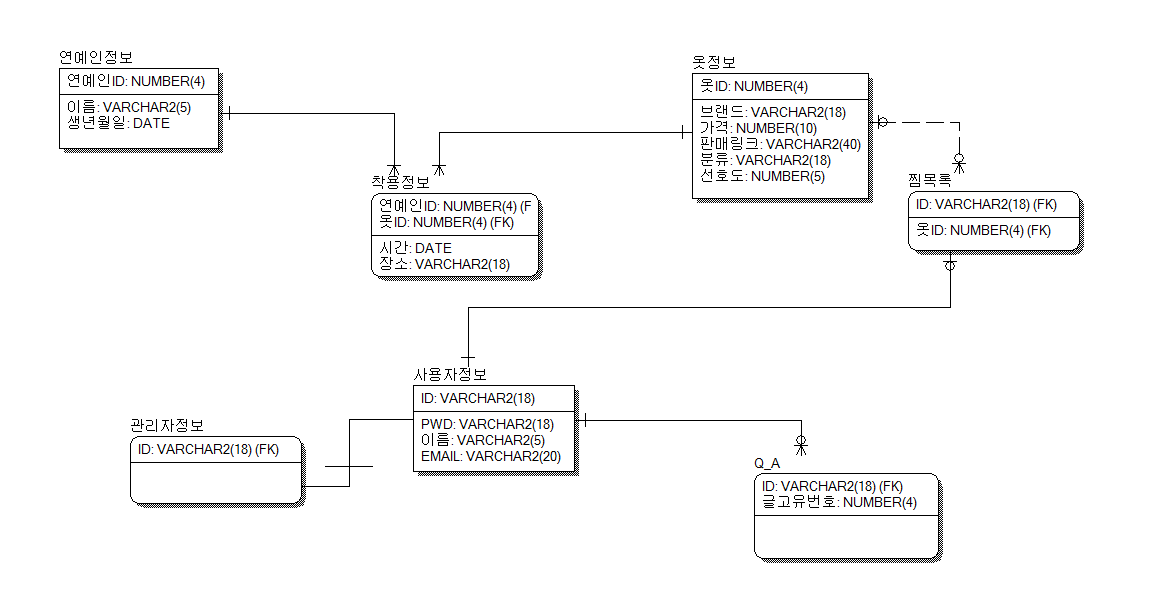 연예인정보
연예인ID: NUMBER(4)
이름: VARCHAR2(5)
생년월일: DATE
옷정보
옷ID: NUMBER(4)
브랜드: VARCHAR2(18)
가격: NUMBER(10)
판매링크: VARCHAR2(40)
분류: VARCHAR2(18)
선호도: NUMBER(5)
착용정보
연예인ID: NUMBER(4) (F
옷ID: NUMBER(4) (FK)
시간: DATE
장소: VARCHAR2(18)
찜목록
ID: VARCHAR2(18) (FK)
옷ID: NUMBER(4) (FK)
사용자정보
ID: VARCHAR2(18)
PWD: VARCHAR2(18)
이름: VARCHAR2(5)
EMAIL: VARCHAR2(20)
관리자정보
ID: VARCHAR2(18) (FK)
Q_A
ID: VARCHAR2(18) (FK)
글고유번호: NUMBER(4)